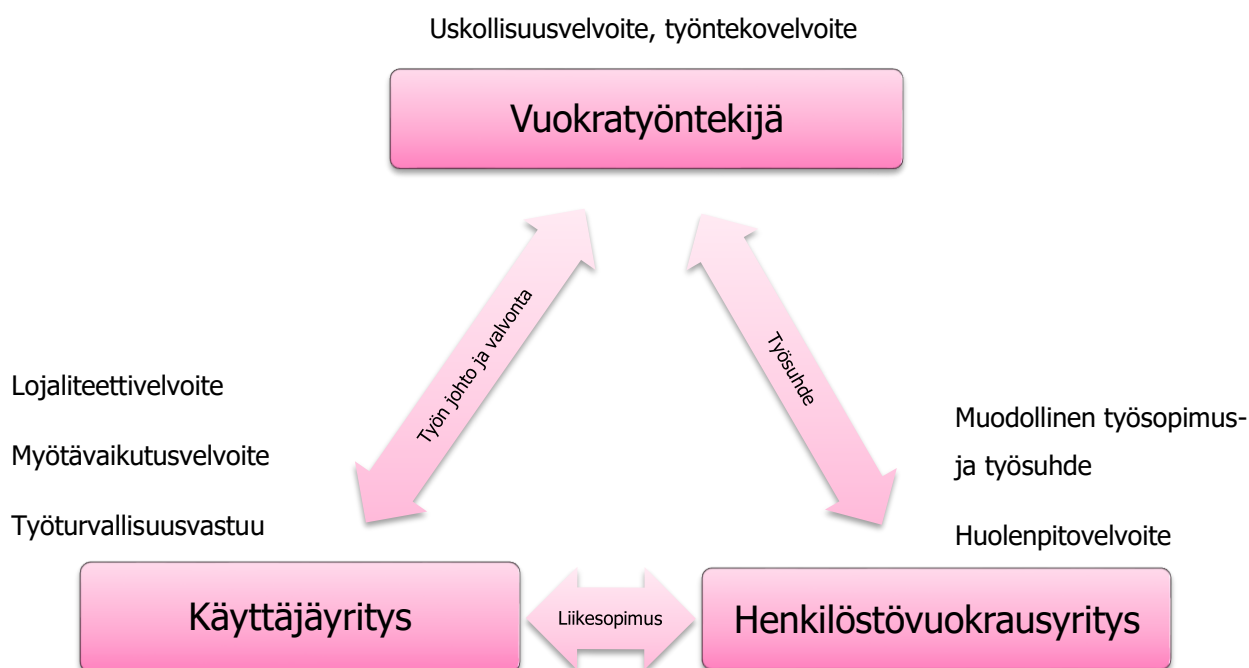 Uskollisuusvelvoite, työntekovelvoite
Vuokratyöntekijä
Työn johto ja valvonta
Työsuhde
Lojaliteettivelvoite
Myötävaikutusvelvoite
Työturvallisuusvastuu
Muodollinen työsopimus-
ja työsuhde
Huolenpitovelvoite
Käyttäjäyritys
Liikesopimus
Henkilöstövuokrausyritys